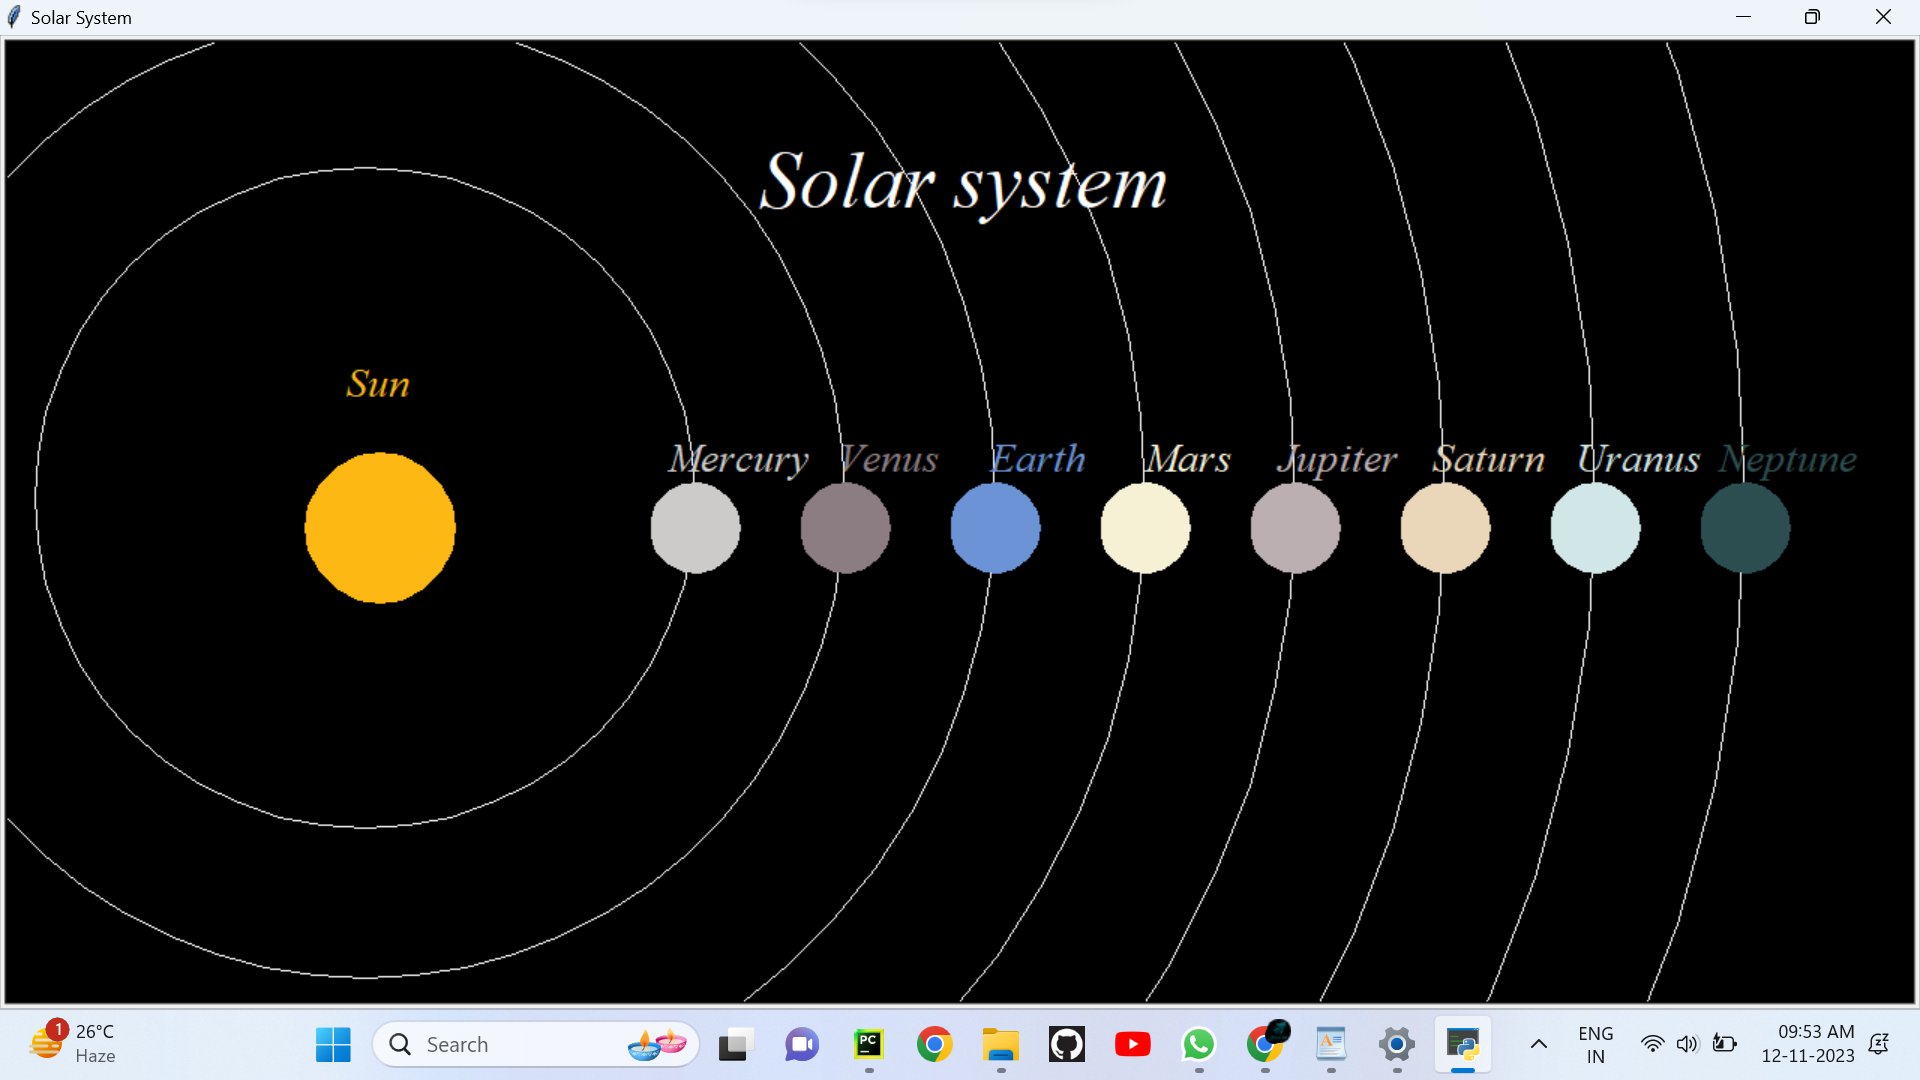 Solar System
Solar system
Sun
Mercury Venus Earth Mars Jupiter Saturn Uranus Neptune
1 26°C
Haze
Search
PC
ENG
IN
09:53 AM
12-11-2023